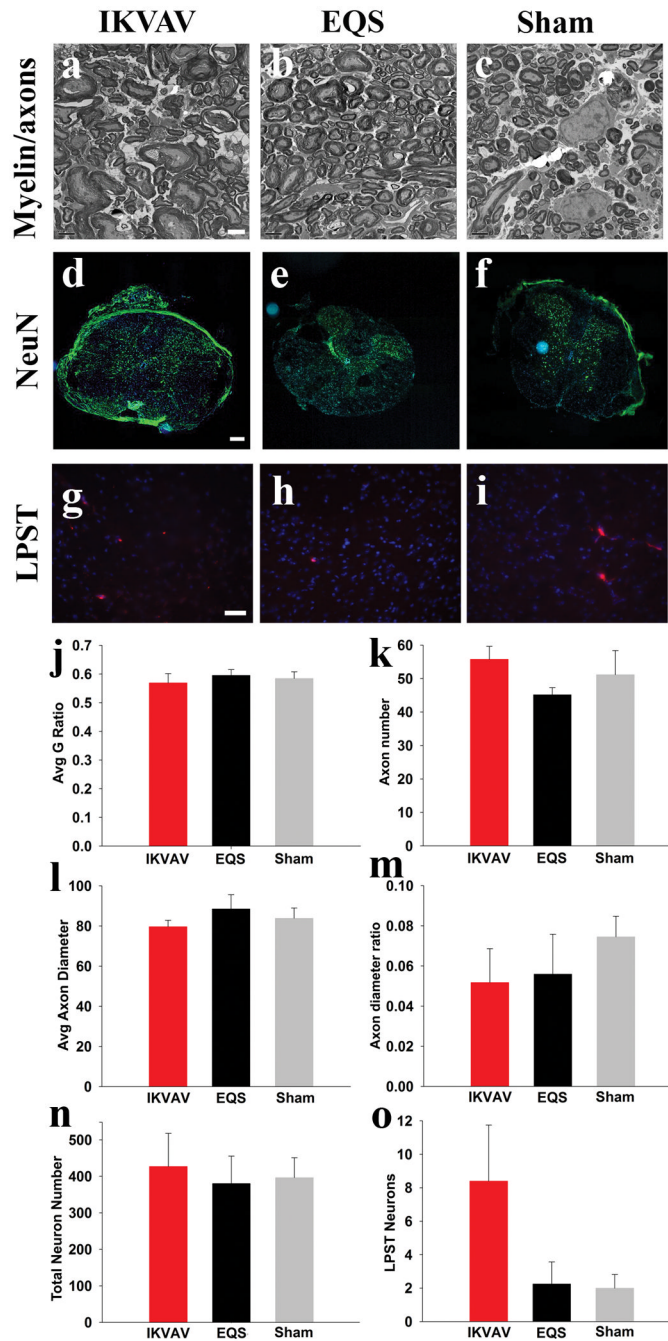 IKVAV EQS Sham
Myelin/axons
a b c
NeuN
d e f
LPST
g h i
j
Avg G Ratio
0.7
0.6
0.5
0.4
0.3
0.2
0.1
0.0
IKVAV EQS Sham
k
Axon number
60
50
40
30
20
10
0
IKVAV EQS Sham
l
Avg Axon Diameter
100
80
60
40
20
0
IKVAV EQS Sham
m
Axon diameter ratio
0.10
0.08
0.06
0.04
0.02
0.00
IKVAV EQS Sham
n
Total Neuron Number
500
400
300
200
100
0
IKVAV EQS Sham
o
LPST Neurons
12
10
8
6
4
2
0
IKVAV EQS Sham